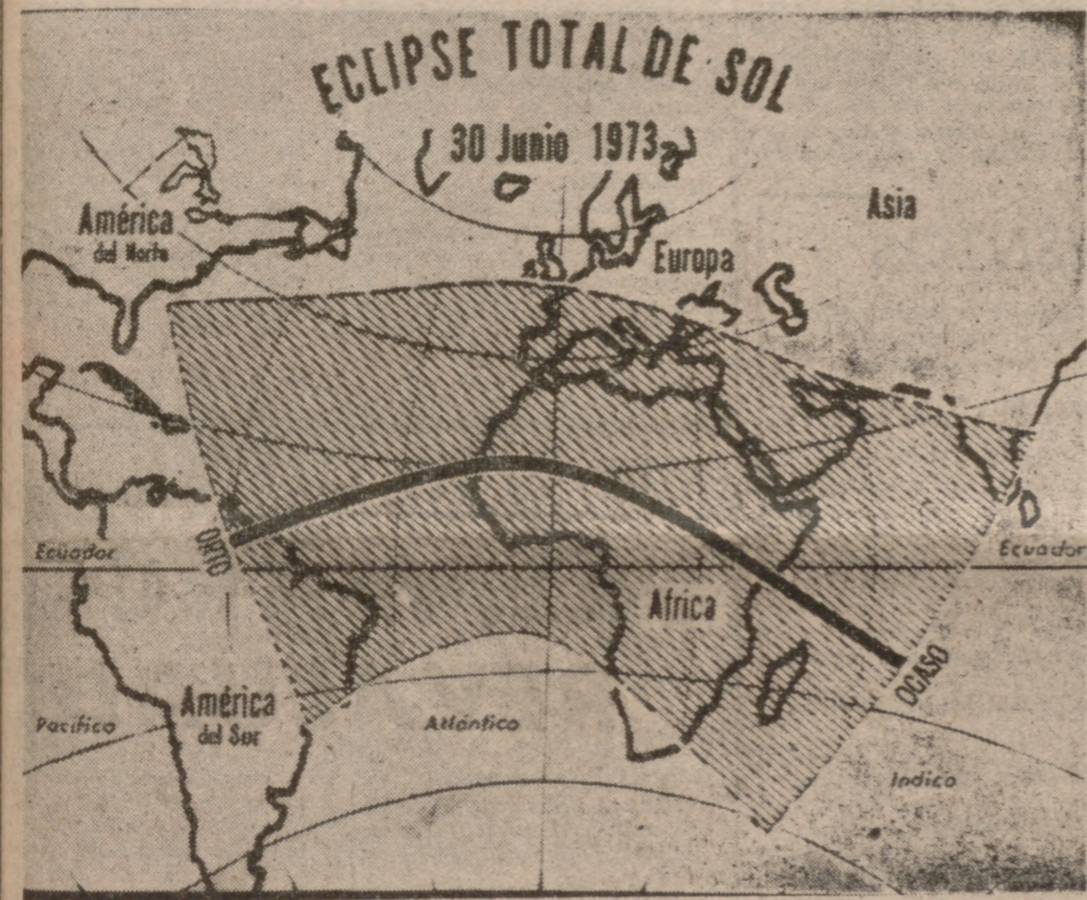 ECLIPSE TOTAL DE SOL
30 Junio 1973
América
del Norte
Europa
Asia
Ecuador
ORTO
Ecuador
Africa
América
del Sur
Pacífico
Atlántico
OCASO
Indico